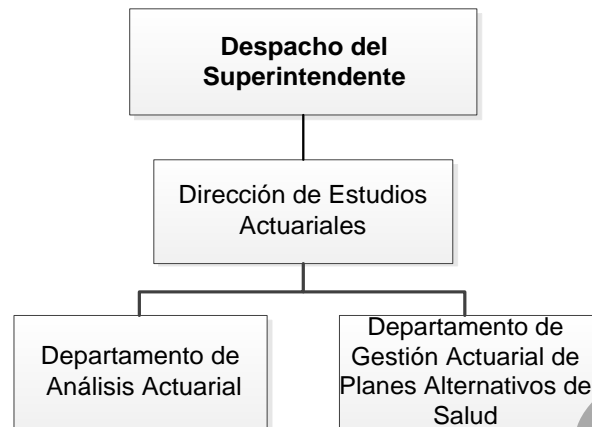 Despacho del
Superintendente
Dirección de Estudios
Actuariales
Departamento de
Análisis Actuarial
Departamento de
Gestión Actuarial de
Planes Alternativos de
Salud